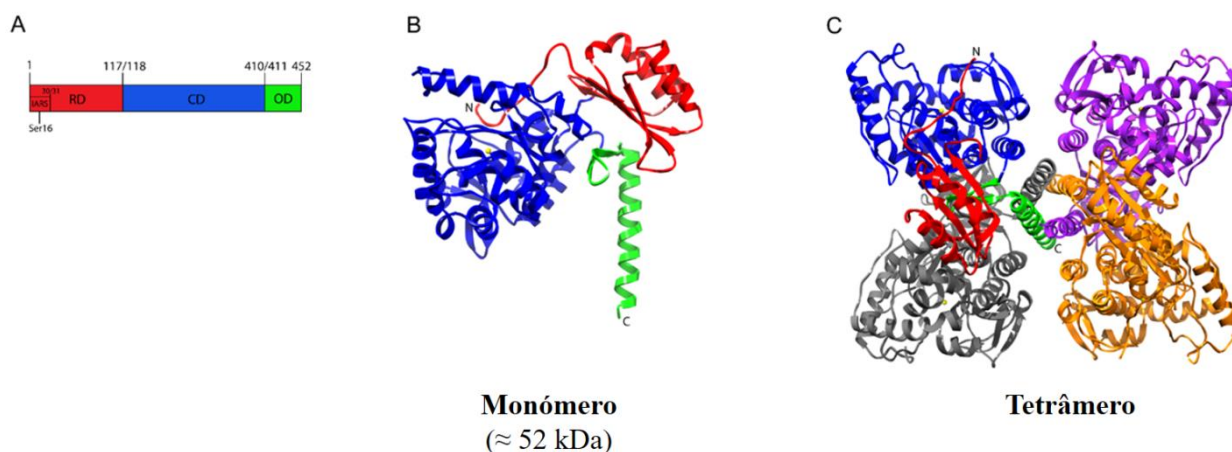 A
1
117/118
410/411
452
30/31
IARS
RD
CD
OD
Ser16
B
N
C
Monómero
(≈ 52 kDa)
C
N
C
Tetrâmero